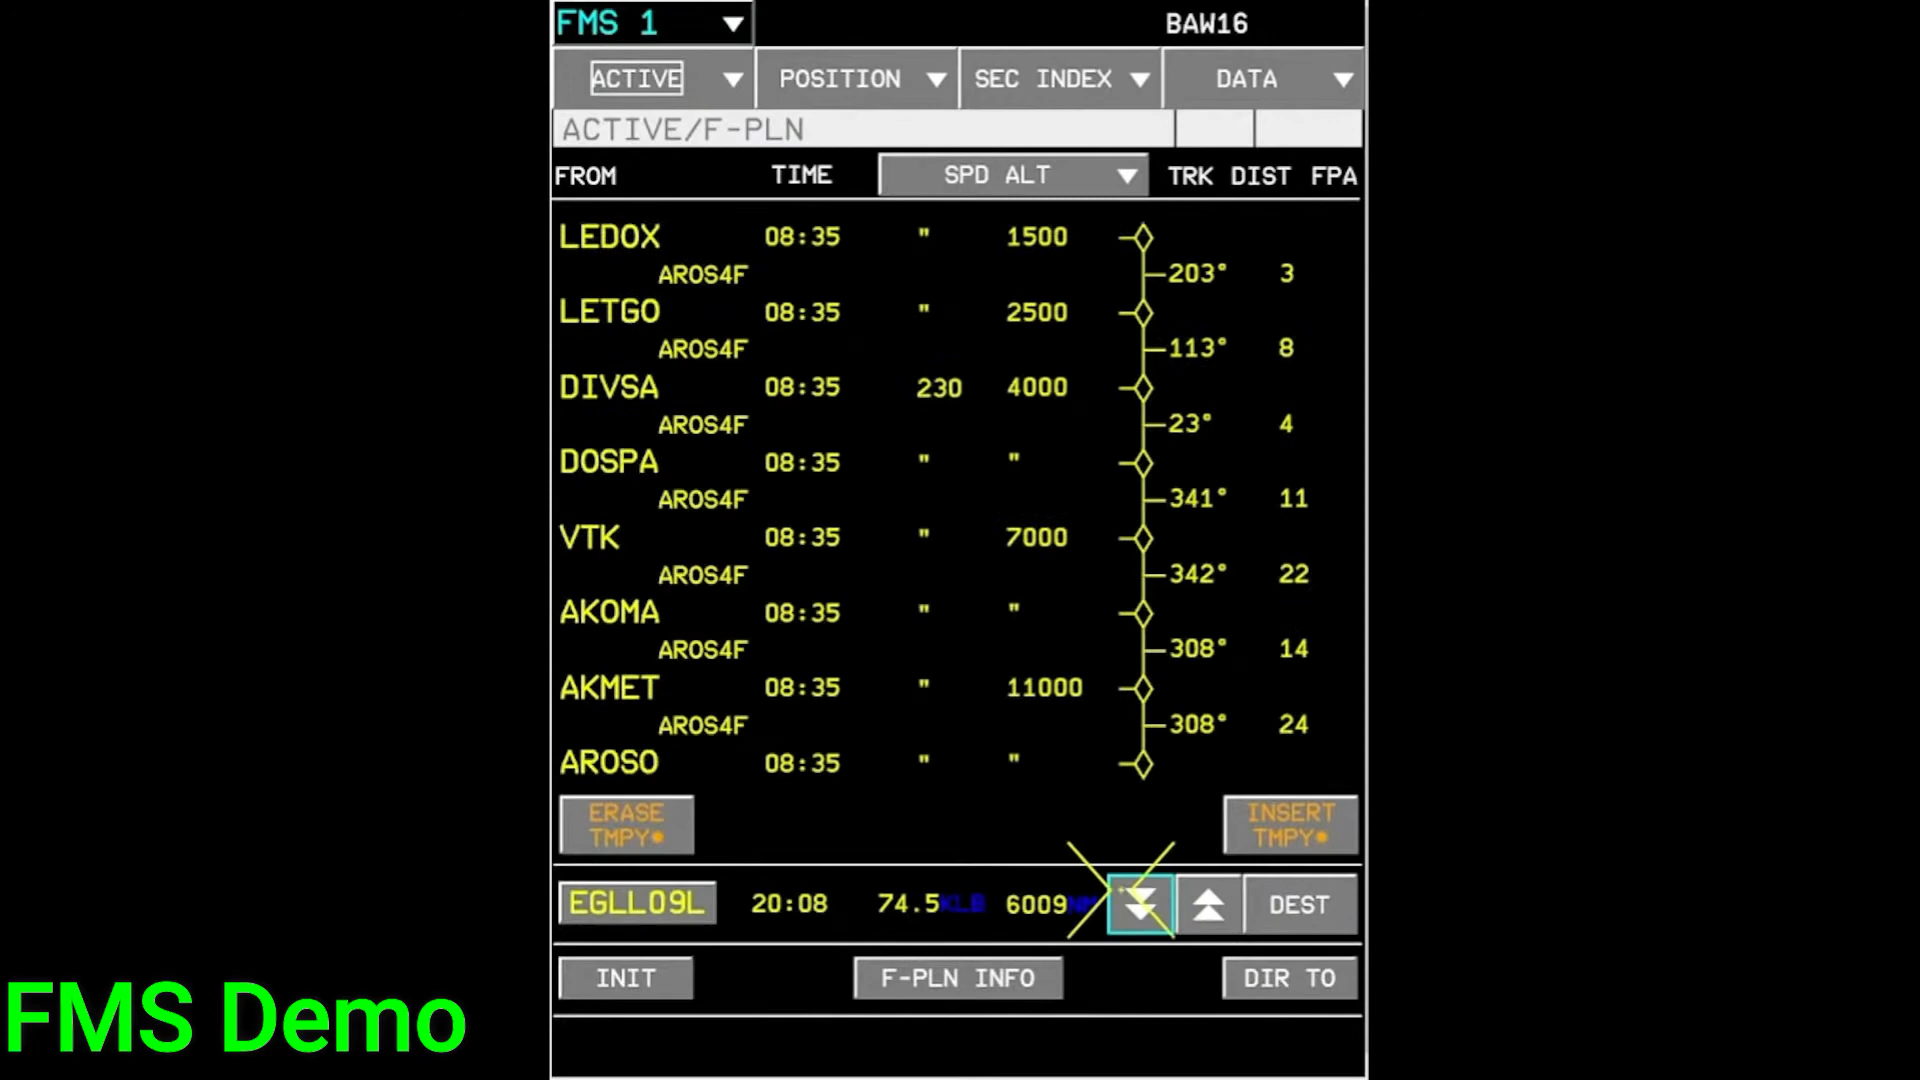 FMS 1 BAW16
ACTIVE POSITION SEC INDEX DATA
ACTIVE/F-PLN
FROM TIME SPD ALT TRK DIST FPA
LEDOX 08:35 " 1500
AROS4F 203° 3
LETGO 08:35 " 2500
AROS4F 113° 8
DIVSA 08:35 230 4000
AROS4F 23° 4
DOSPA 08:35 " "
AROS4F 341° 11
VTK 08:35 " 7000
AROS4F 342° 22
AKOMA 08:35 " "
AROS4F 308° 14
AKMET 08:35 " 11000
AROS4F 308° 24
AROSO 08:35 " "
ERASE INSERT
TMPY* TMPY*
EGLL09L 20:08 74.5KLB 6009NM DEST
INIT F-PLN INFO DIR TO
FMS Demo